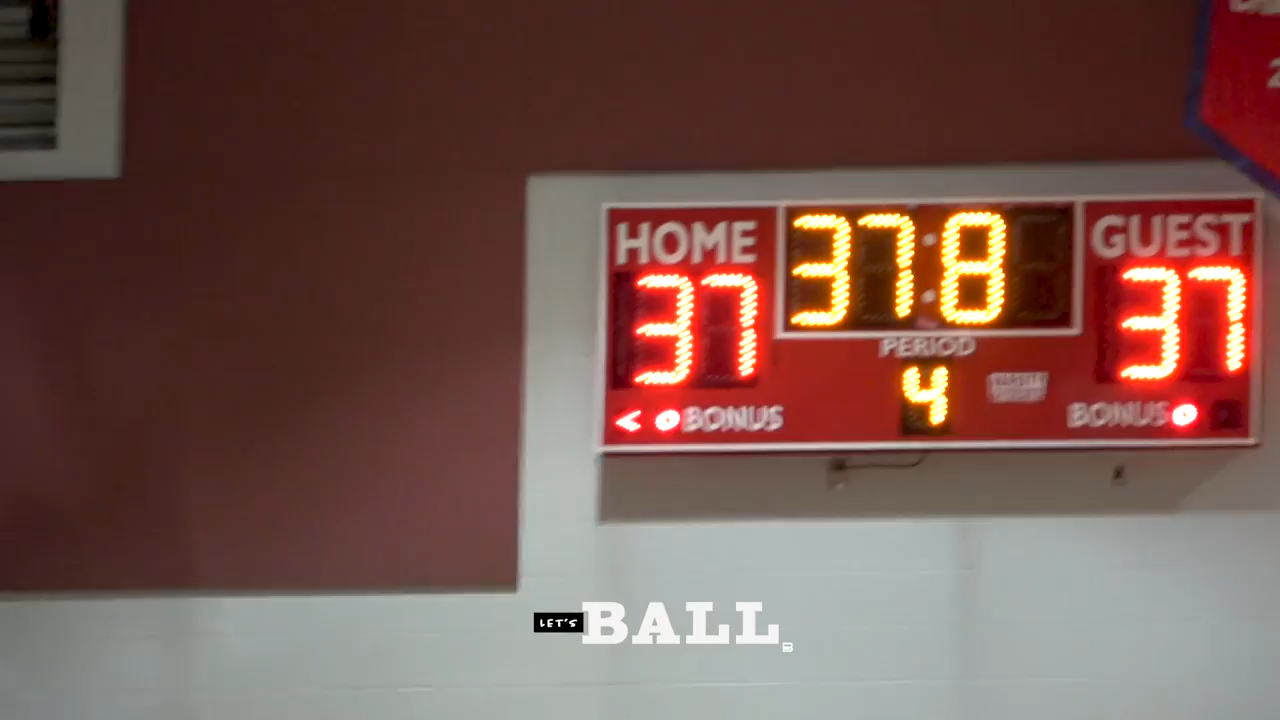 HOME
37:8
GUEST
37
37
PERIOD
4
< BONUS
BONUS
LET'S BALL